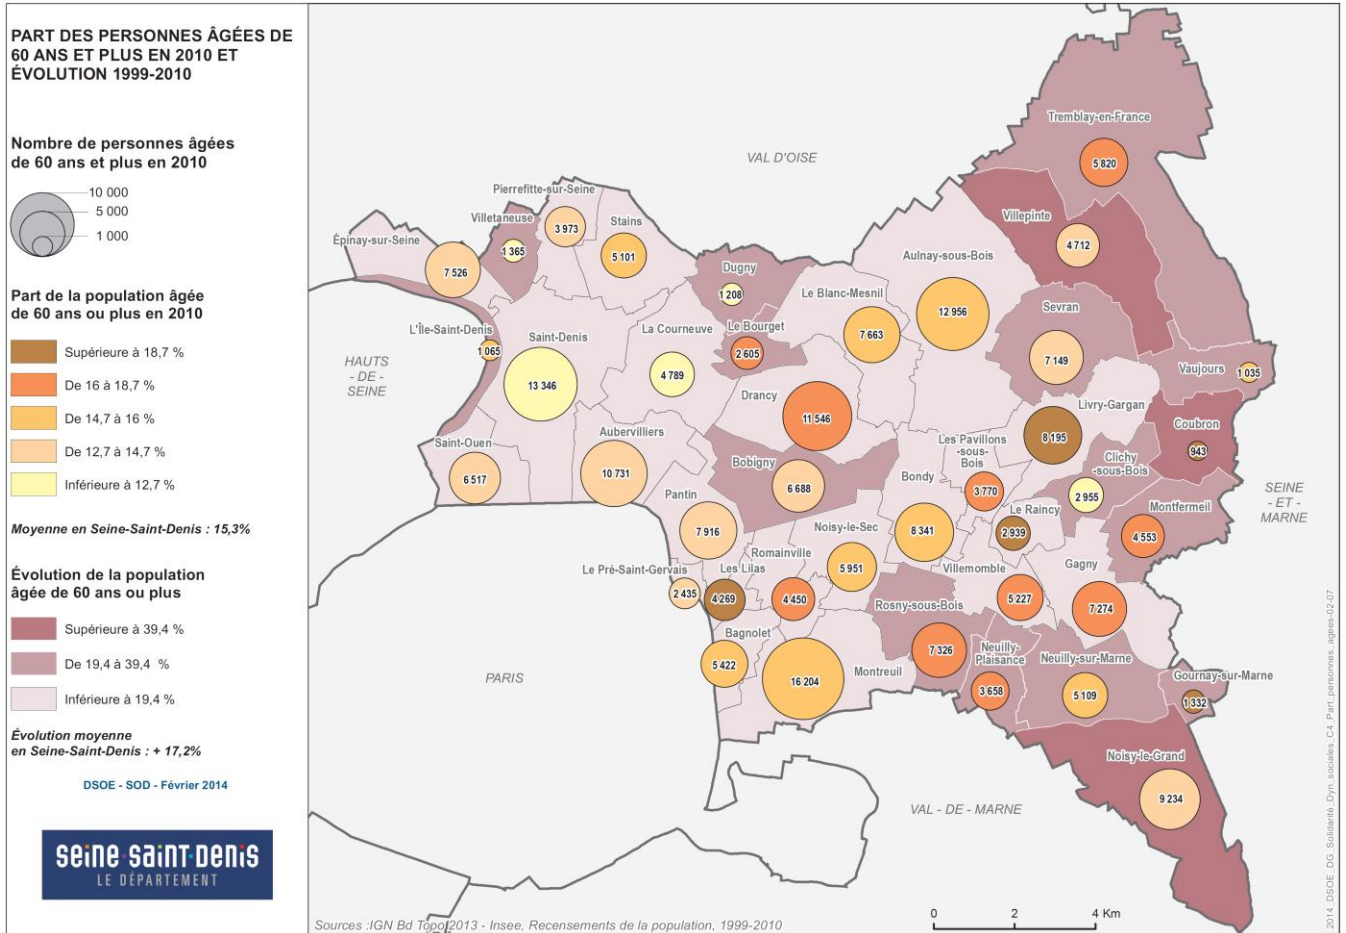 PART DES PERSONNES ÂGÉES DE
60 ANS ET PLUS EN 2010 ET
ÉVOLUTION 1999-2010
Nombre de personnes âgées
de 60 ans et plus en 2010
10 000
5 000
1 000
Part de la population âgée
de 60 ans ou plus en 2010
Supérieure à 18,7 %
De 16 à 18,7 %
De 14,7 à 16 %
De 12,7 à 14,7 %
Inférieure à 12,7 %
Moyenne en Seine-Saint-Denis : 15,3%
Évolution de la population
âgée de 60 ans ou plus
Supérieure à 39,4 %
De 19,4 à 39,4 %
Inférieure à 19,4 %
Évolution moyenne
en Seine-Saint-Denis : + 17,2%
DSOE - SOD - Février 2014
seine-saint-denis
LE DÉPARTEMENT
VAL D'OISE
HAUTS
- DE -
SEINE
PARIS
VAL - DE - MARNE
SEINE
- ET -
MARNE
Tremblay-en-France
5 820
Villepinte
4 712
Pierrefitte-sur-Seine
3 973
Villetaneuse
1 365
Stains
5 101
Épinay-sur-Seine
7 526
Dugny
1 208
Aulnay-sous-Bois
12 956
Le Blanc-Mesnil
7 663
Sevran
7 149
L'Île-Saint-Denis
1 065
Saint-Denis
13 346
La Courneuve
4 789
Le Bourget
2 605
Vaujours
1 035
Drancy
11 546
Livry-Gargan
8 195
Coubron
943
Saint-Ouen
6 517
Aubervilliers
10 731
Bobigny
6 688
Les Pavillons
-sous-
Bois
3 770
Clichy
-sous-Bois
2 955
Pantin
7 916
Bondy
8 341
Le Raincy
2 939
Montfermeil
4 553
Noisy-le-Sec
5 951
Romainville
4 450
Le Pré-Saint-Gervais
2 435
Les Lilas
4 269
Villemomble
5 227
Gagny
7 274
Rosny-sous-Bois
7 326
Bagnolet
5 422
Montreuil
16 204
Neuilly-
Plaisance
3 658
Neuilly-sur-Marne
5 109
Gournay-sur-Marne
1 332
Noisy-le-Grand
9 234
0 2 4 Km
Sources :IGN Bd Topo 2013 - Insee, Recensements de la population, 1999-2010
2014_DSOE_DG_Solidarité_Dyn_sociales_C4_Part_personnes_agees-02-07